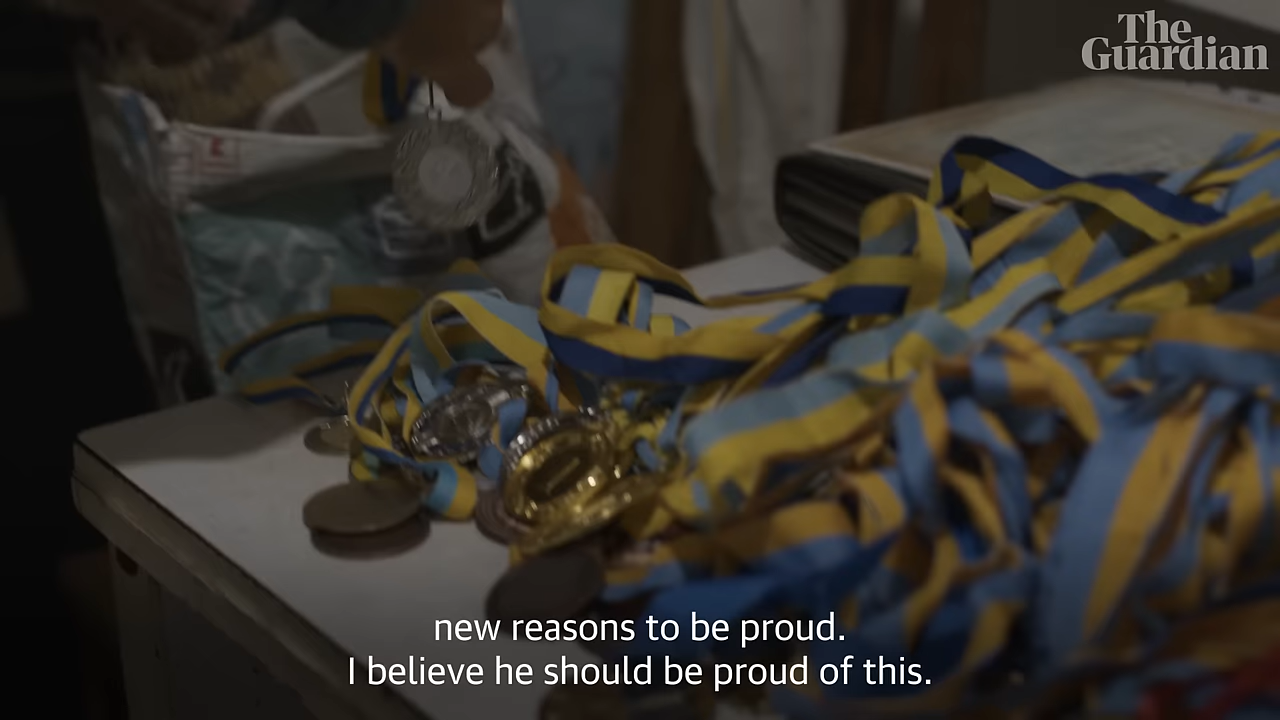 The
Guardian
new reasons to be proud.
I believe he should be proud of this.